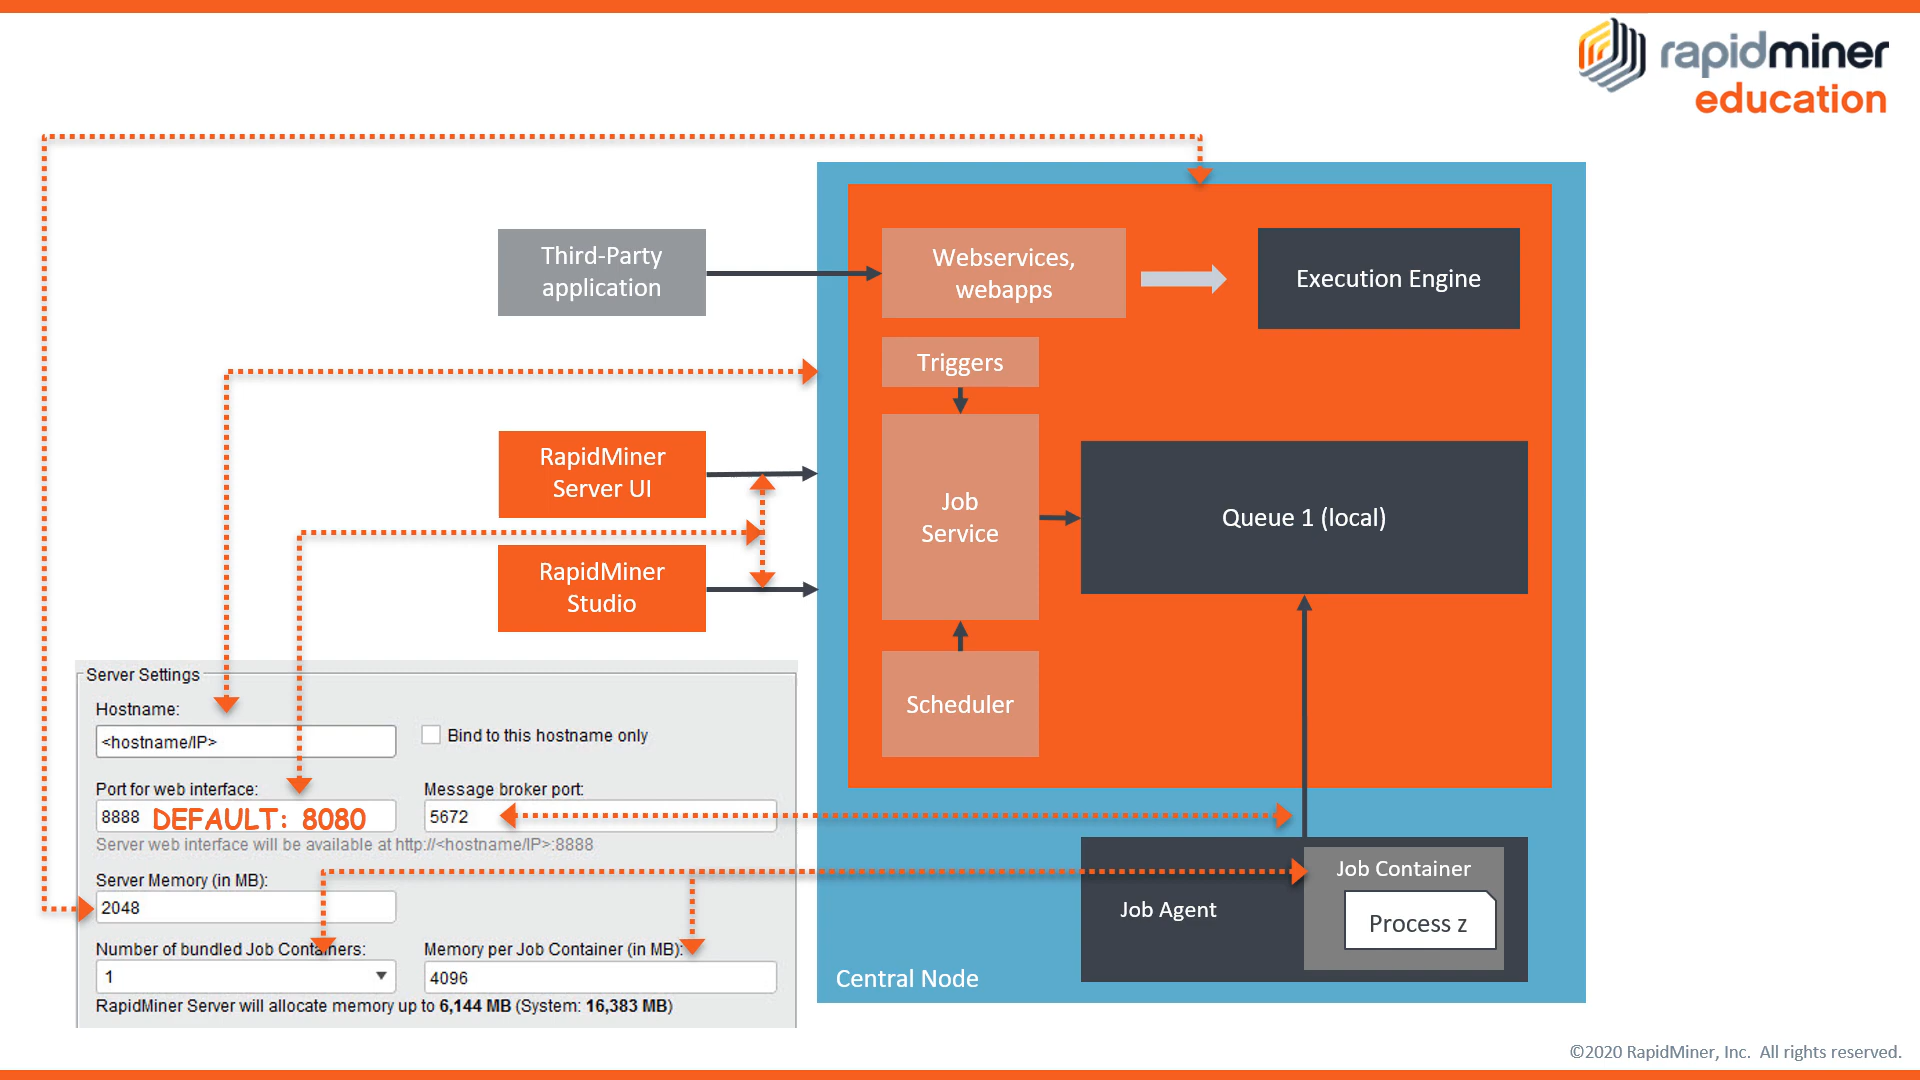 rapidminer
education
Third-Party
application
Webservices,
webapps
Execution Engine
Triggers
RapidMiner
Server UI
Job
Service
Queue 1 (local)
RapidMiner
Studio
Scheduler
Server Settings
Hostname:
<hostname/IP>
Bind to this hostname only
Port for web interface:
Message broker port:
8888 DEFAULT: 8080
5672
Server web interface will be available at http://<hostname/IP>:8888
Server Memory (in MB):
2048
Number of bundled Job Containers:
Memory per Job Container (in MB):
1
4096
RapidMiner Server will allocate memory up to 6,144 MB (System: 16,383 MB)
Job Container
Job Agent
Process z
Central Node
©2020 RapidMiner, Inc. All rights reserved.